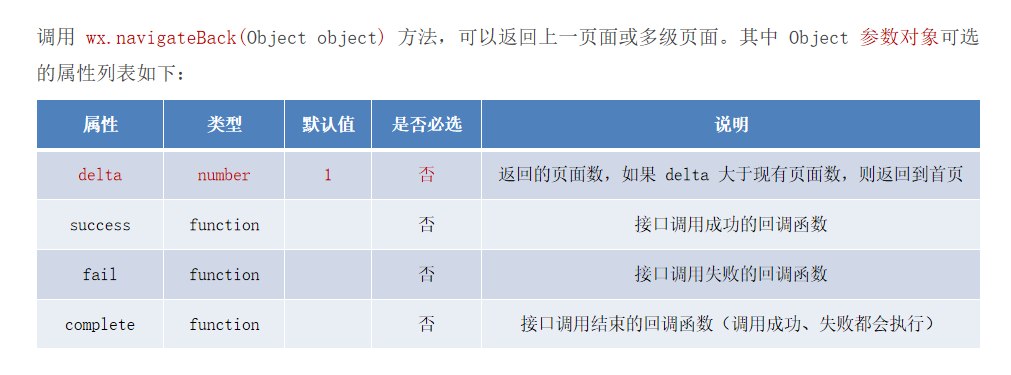 调用 wx.navigateBack(Object object) 方法，可以返回上一页面或多级页面。其中 Object 参数对象可选
的属性列表如下：
属性 类型 默认值 是否必选 说明
delta number 1 否 返回的页面数，如果 delta 大于现有页面数，则返回到首页
success function 否 接口调用成功的回调函数
fail function 否 接口调用失败的回调函数
complete function 否 接口调用结束的回调函数（调用成功、失败都会执行）